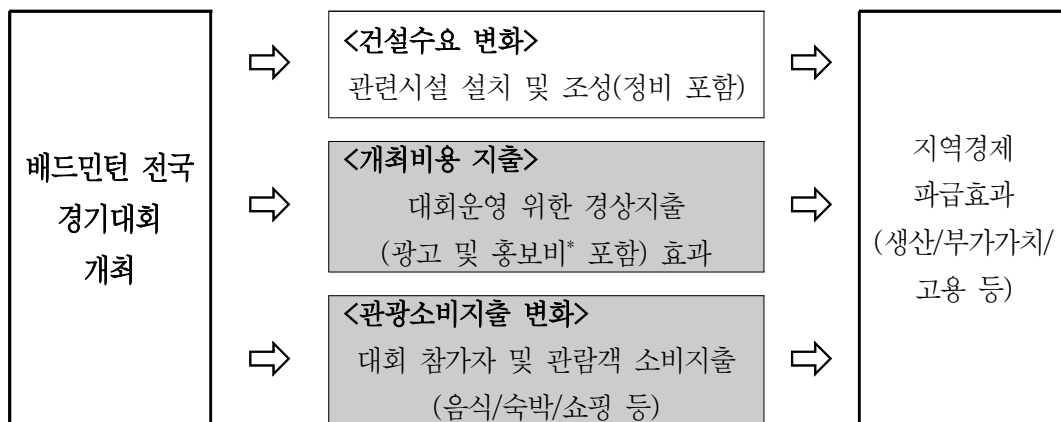 배드민턴 전국
경기대회
개최
<건설수요 변화>
관련시설 설치 및 조성(정비 포함)
<개최비용 지출>
대회운영 위한 경상지출
(광고 및 홍보비* 포함) 효과
<관광소비지출 변화>
대회 참가자 및 관람객 소비지출
(음식/숙박/쇼핑 등)
지역경제
파급효과
(생산/부가가치/
고용 등)